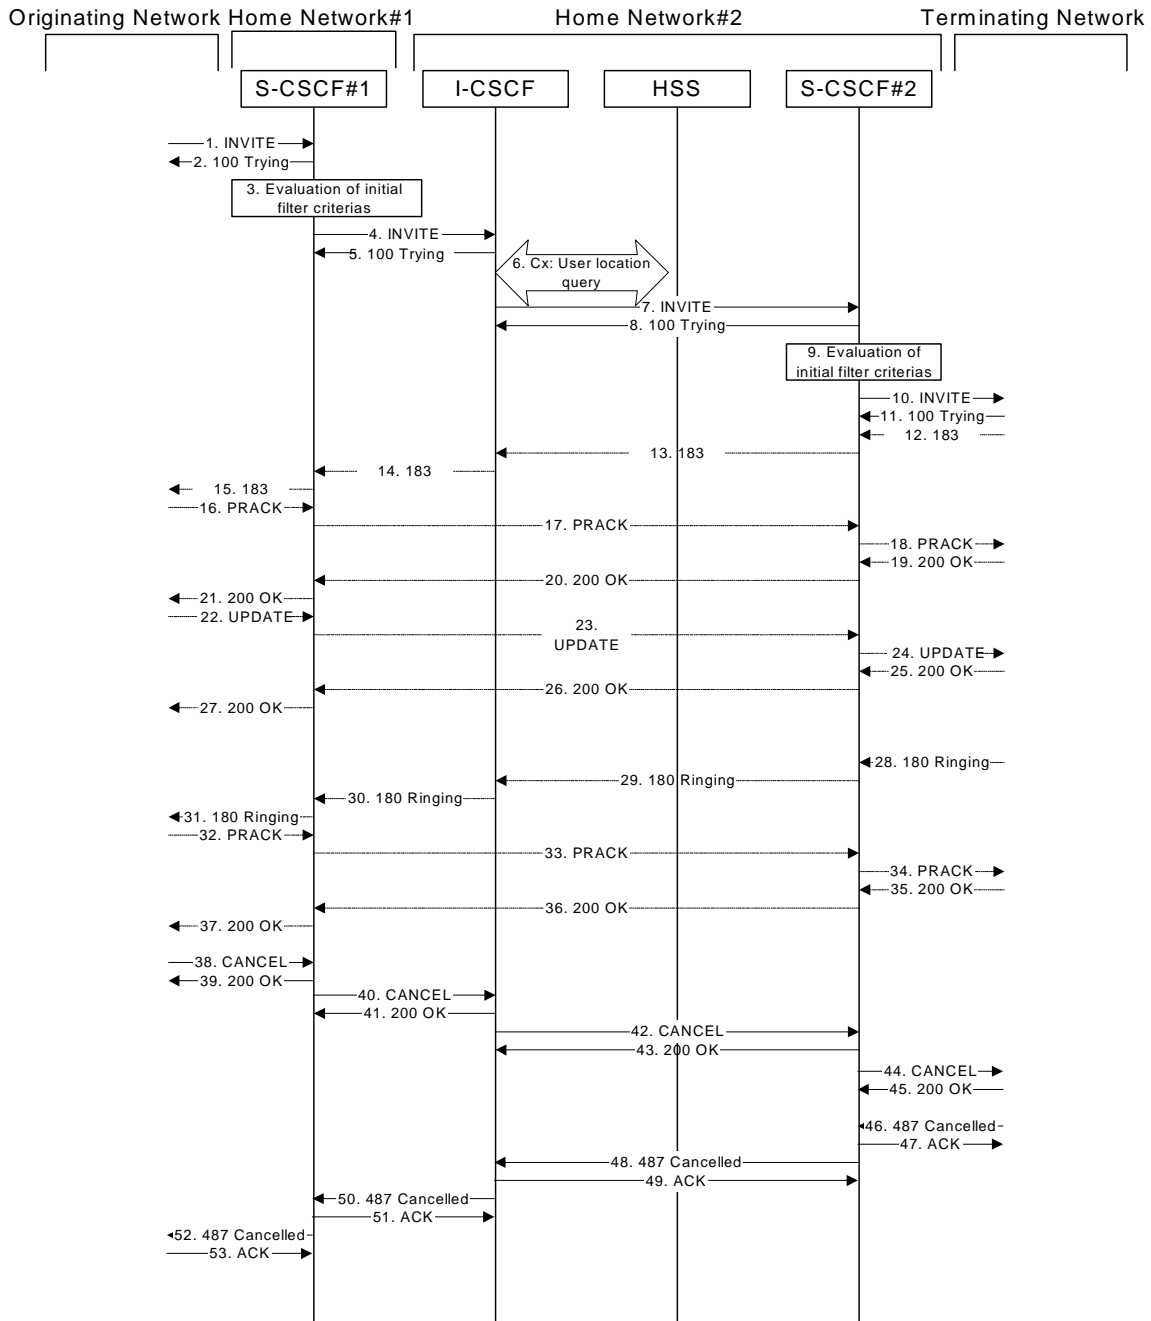 Originating Network Home Network#1 Home Network#2 Terminating Network
S-CSCF#1 I-CSCF HSS S-CSCF#2
1. INVITE
2. 100 Trying
3. Evaluation of initial
filter criterias
4. INVITE
5. 100 Trying
6. Cx: User location
query
7. INVITE
8. 100 Trying
9. Evaluation of
initial filter criterias
10. INVITE
11. 100 Trying
12. 183
13. 183
14. 183
15. 183
16. PRACK
17. PRACK
18. PRACK
19. 200 OK
20. 200 OK
21. 200 OK
22. UPDATE
23.
UPDATE
24. UPDATE
25. 200 OK
26. 200 OK
27. 200 OK
28. 180 Ringing
29. 180 Ringing
30. 180 Ringing
31. 180 Ringing
32. PRACK
33. PRACK
34. PRACK
35. 200 OK
36. 200 OK
37. 200 OK
38. CANCEL
39. 200 OK
40. CANCEL
41. 200 OK
42. CANCEL
43. 200 OK
44. CANCEL
45. 200 OK
46. 487 Cancelled
47. ACK
48. 487 Cancelled
49. ACK
50. 487 Cancelled
51. ACK
52. 487 Cancelled
53. ACK